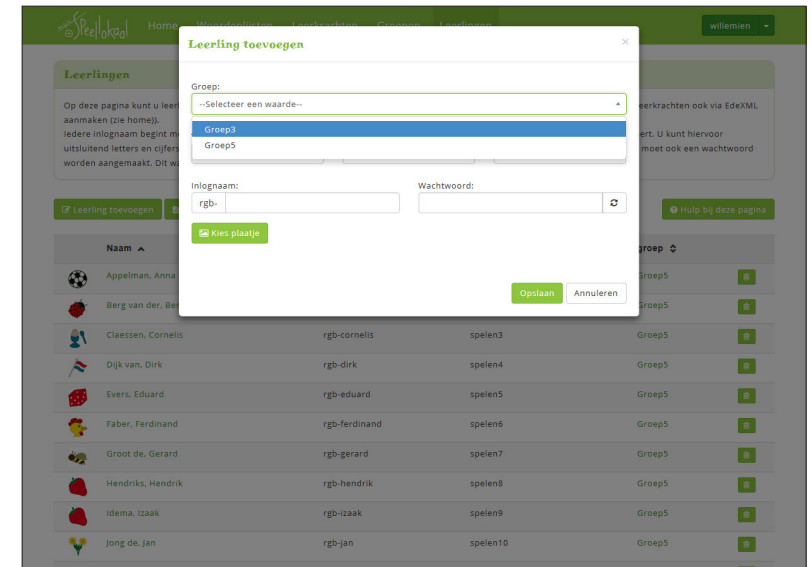 Speellokaal Home Woordenlijsten Leerkrachten Groepen Leerlingen willemien
Leerling toevoegen ×
Leerlingen
Groep:
--Selecteer een waarde--
Groep3
Groep5
Op deze pagina kunt u leer eerkrachten ook via EdeXML
aanmaken (zie home)).
Iedere inlognaam begint me ert. U kunt hiervoor
uitsluitend letters en cijfers moet ook een wachtwoord
worden aangemaakt. Dit wa
Inlognaam: Wachtwoord:
rgb-
Leerling toevoegen Hulp bij deze pagina
Kies plaatje
Opslaan Annuleren
Naam groep
Appelman, Anna Groep5
Berg van der, Ber Groep5
Claessen, Cornelis rgb-cornelis spelen3 Groep5
Dijk van, Dirk rgb-dirk spelen4 Groep5
Evers, Eduard rgb-eduard spelen5 Groep5
Faber, Ferdinand rgb-ferdinand spelen6 Groep5
Groot de, Gerard rgb-gerard spelen7 Groep5
Hendriks, Hendrik rgb-hendrik spelen8 Groep5
Idema, Izaak rgb-izaak spelen9 Groep5
Jong de, Jan rgb-jan spelen10 Groep5